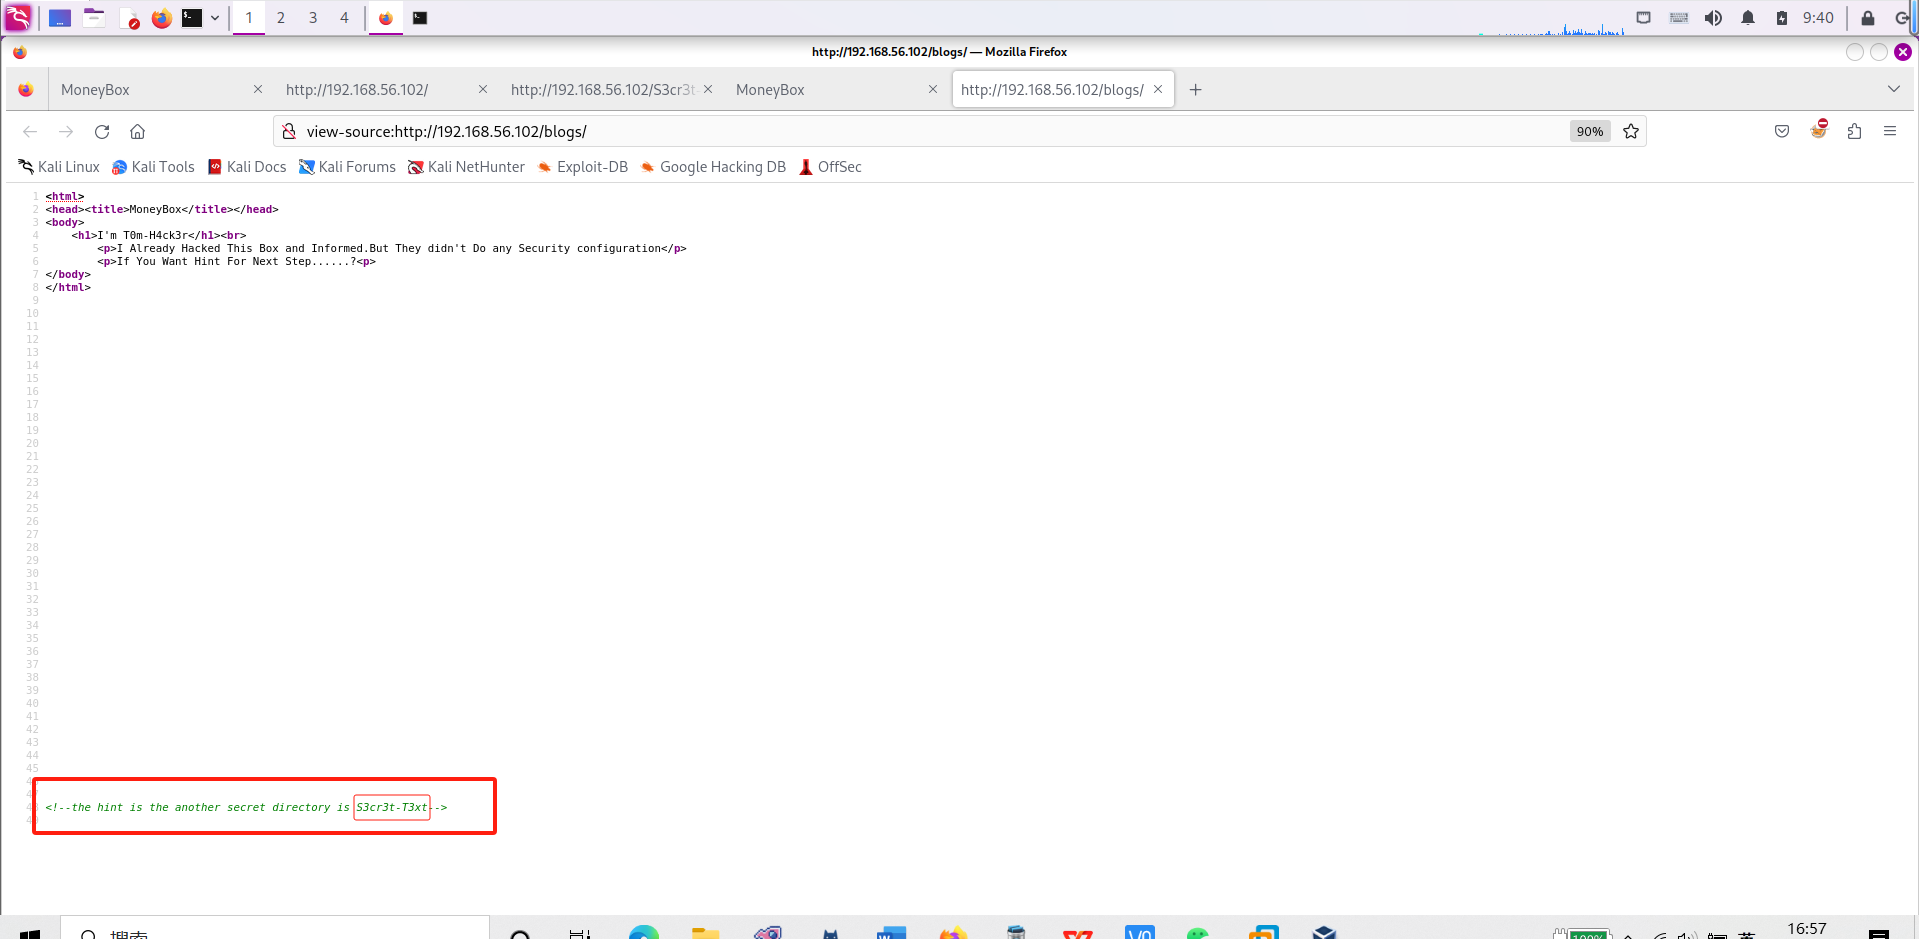 1 2 3 4 9:40
http://192.168.56.102/blogs/ — Mozilla Firefox
MoneyBox http://192.168.56.102/ http://192.168.56.102/S3cr3t- MoneyBox http://192.168.56.102/blogs/
view-source:http://192.168.56.102/blogs/ 90%
Kali Linux Kali Tools Kali Docs Kali Forums Kali NetHunter Exploit-DB Google Hacking DB OffSec
1 <html>
2 <head><title>MoneyBox</title></head>
3 <body>
4 <h1>I'm T0m-H4ck3r</h1><br>
5 <p>I Already Hacked This Box and Informed.But They didn't Do any Security configuration</p>
6 <p>If You Want Hint For Next Step......?<p>
7 </body>
8 </html>
9
10
11
12
13
14
15
16
17
18
19
20
21
22
23
24
25
26
27
28
29
30
31
32
33
34
35
36
37
38
39
40
41
42
43
44
45
<!--the hint is the another secret directory is S3cr3t-T3xt-->
搜索 100% 英 16:57